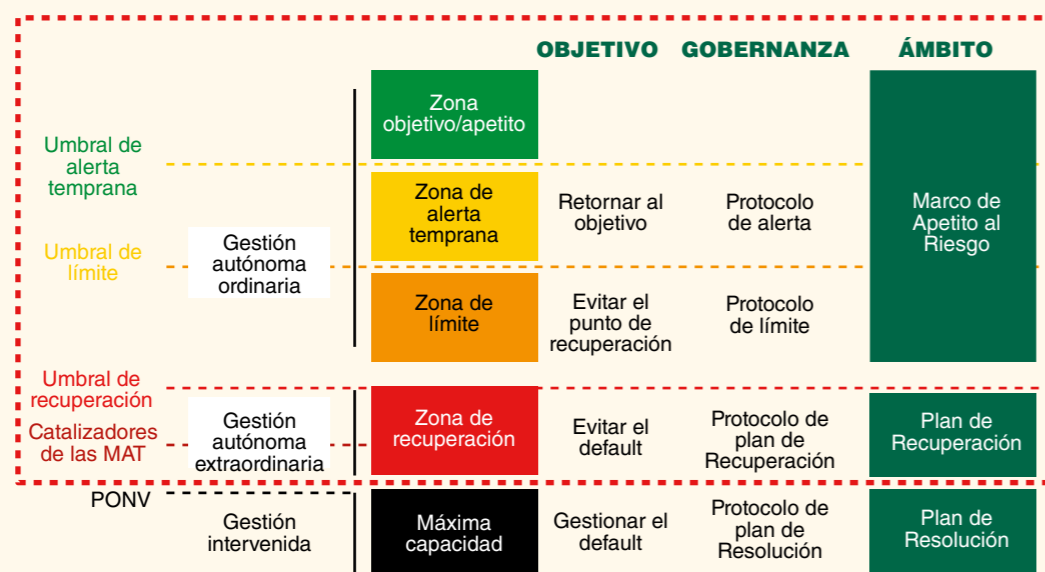 OBJETIVO GOBERNANZA ÁMBITO
Zona
objetivo/apetito
Umbral de
alerta
temprana
Zona de
alerta
temprana
Retornar al
objetivo
Protocolo
de alerta
Marco de
Apetito al
Riesgo
Umbral de
límite
Gestión
autónoma
ordinaria
Zona de
límite
Evitar el
punto de
recuperación
Protocolo
de límite
Umbral de
recuperación
Catalizadores
de las MAT
Gestión
autónoma
extraordinaria
Zona de
recuperación
Evitar el
default
Protocolo de
plan de
Recuperación
Plan de
Recuperación
PONV
Gestión
intervenida
Máxima
capacidad
Gestionar el
default
Protocolo de
plan de
Resolución
Plan de
Resolución